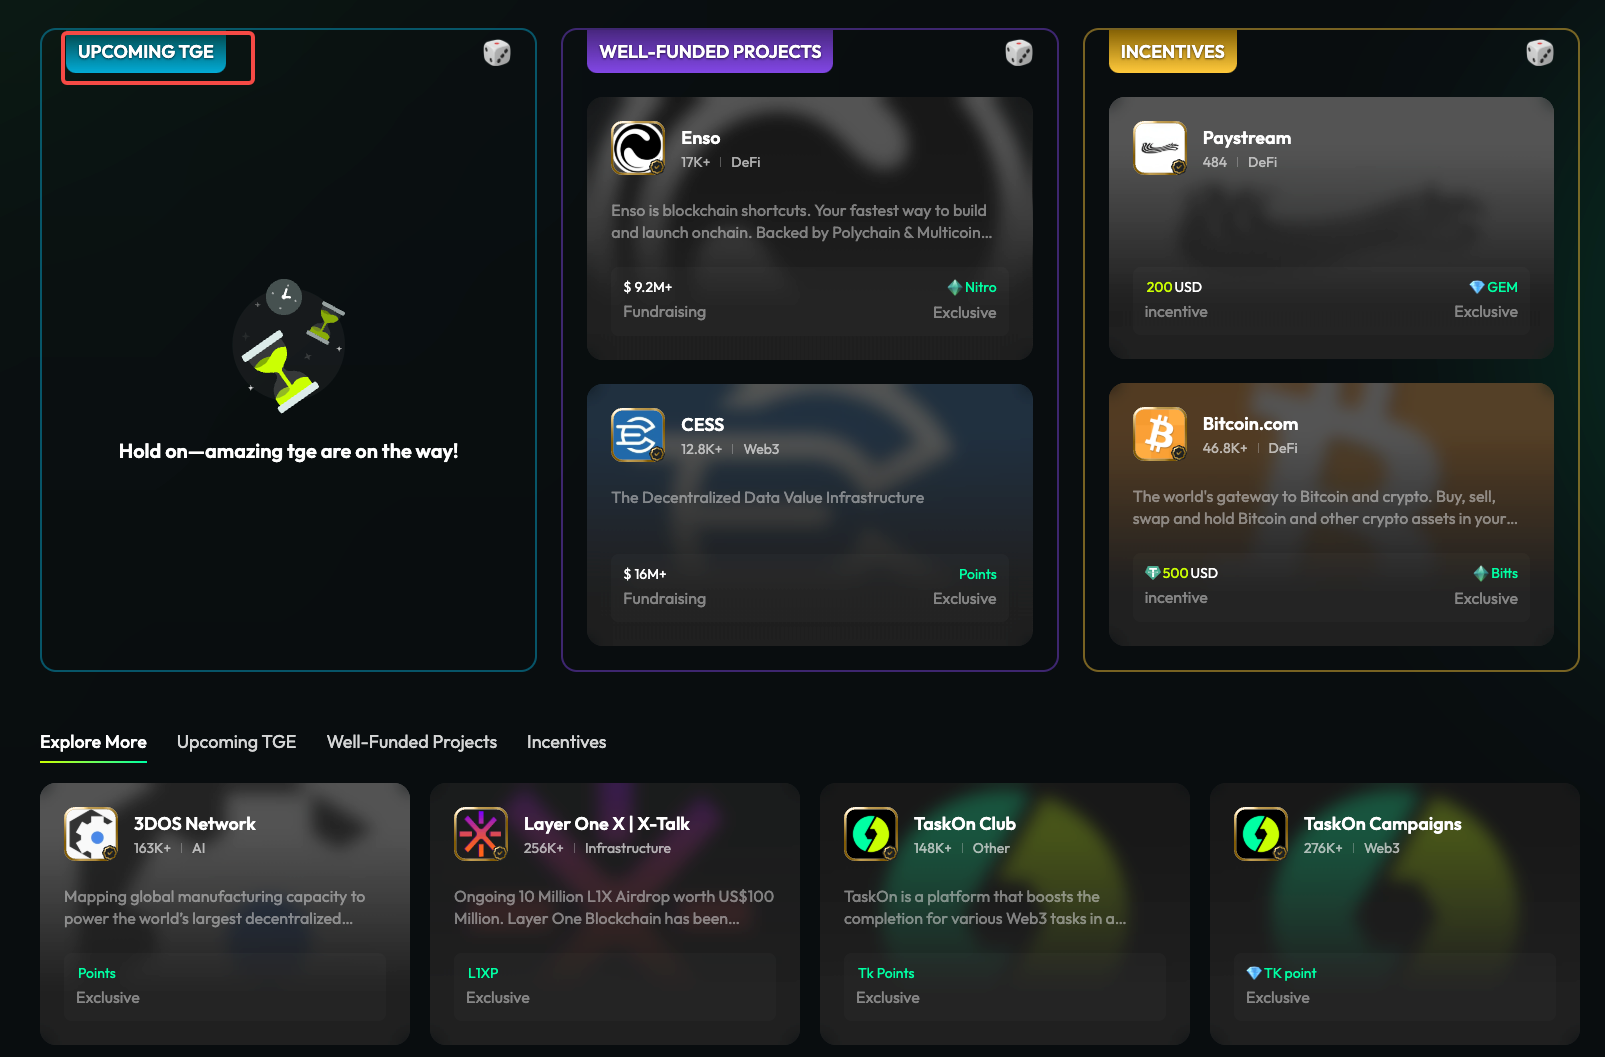 UPCOMING TGE
Hold on—amazing tge are on the way!
WELL-FUNDED PROJECTS
Enso
17K+ | DeFi
Enso is blockchain shortcuts. Your fastest way to build
and launch onchain. Backed by Polychain & Multicoin...
$ 9.2M+
Fundraising
Nitro
Exclusive
CESS
12.8K+ | Web3
The Decentralized Data Value Infrastructure
$ 16M+
Fundraising
Points
Exclusive
INCENTIVES
Paystream
484 | DeFi
200 USD
incentive
GEM
Exclusive
Bitcoin.com
46.8K+ | DeFi
The world's gateway to Bitcoin and crypto. Buy, sell,
swap and hold Bitcoin and other crypto assets in your...
500 USD
incentive
Bitts
Exclusive
Explore More
Upcoming TGE
Well-Funded Projects
Incentives
3DOS Network
163K+ | AI
Mapping global manufacturing capacity to
power the world's largest decentralized...
Points
Exclusive
Layer One X | X-Talk
256K+ | Infrastructure
Ongoing 10 Million L1X Airdrop worth US$100
Million. Layer One Blockchain has been...
L1XP
Exclusive
TaskOn Club
148K+ | Other
TaskOn is a platform that boosts the
completion for various Web3 tasks in a...
Tk Points
Exclusive
TaskOn Campaigns
276K+ | Web3
TK point
Exclusive